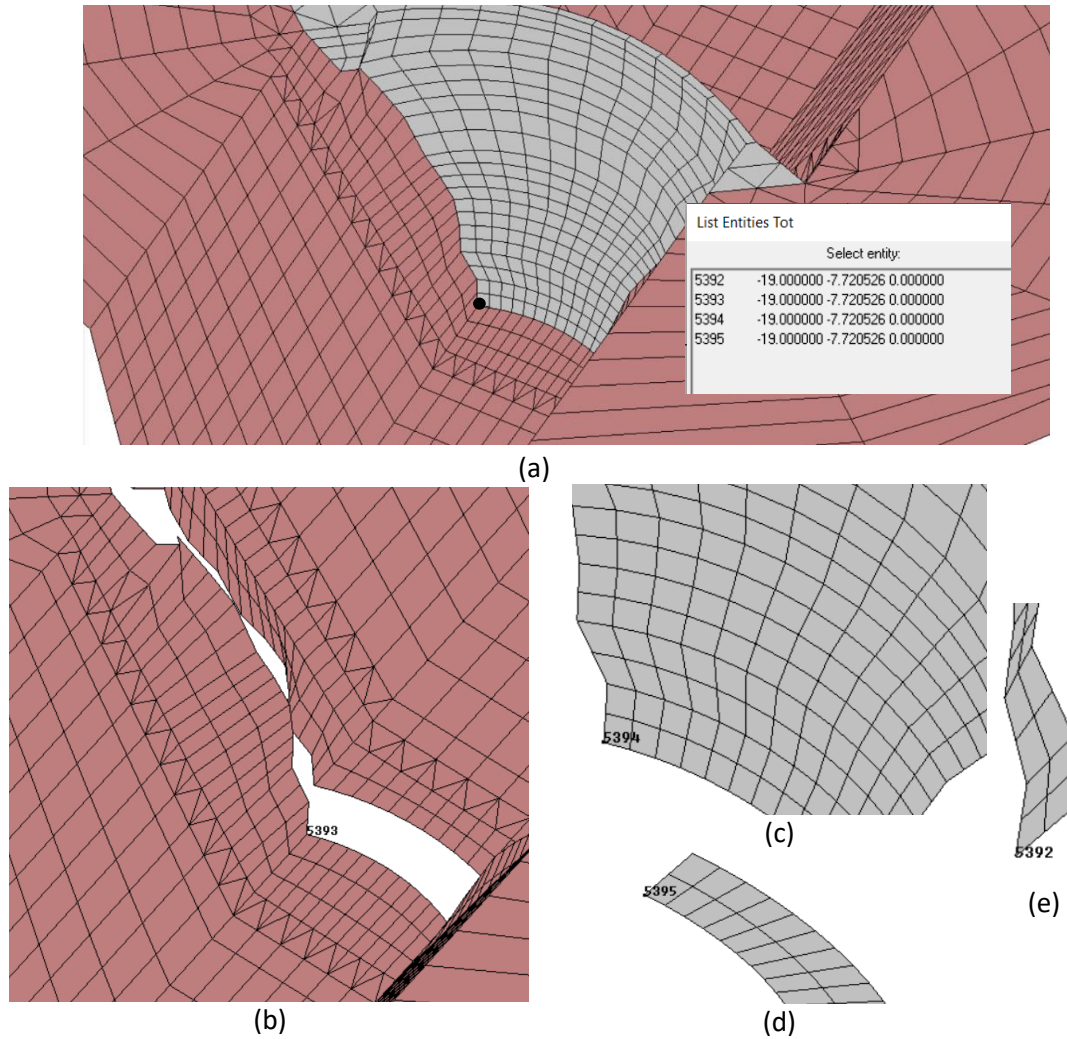 List Entities Tot
Select entity:
5392 -19.000000 -7.720526 0.000000
5393 -19.000000 -7.720526 0.000000
5394 -19.000000 -7.720526 0.000000
5395 -19.000000 -7.720526 0.000000
(a)
5393
(b)
5394
(c)
5395
(d)
5392
(e)